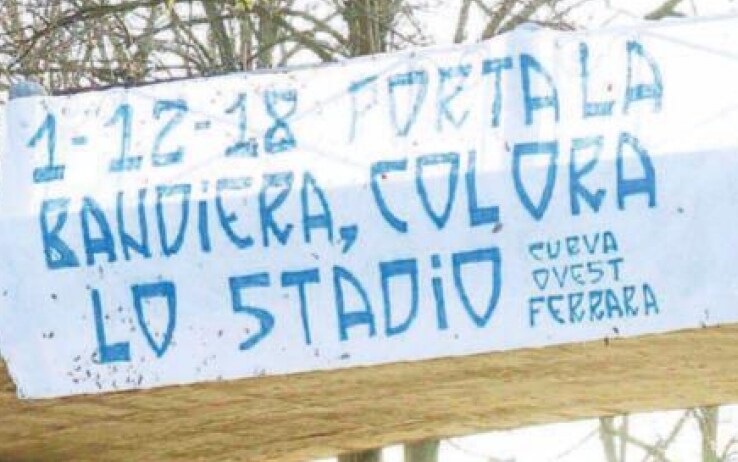 1-12-18 PORTA LA
BANDiERA, COLORA
LO STADiO
CURVA
OVEST
FERRARA